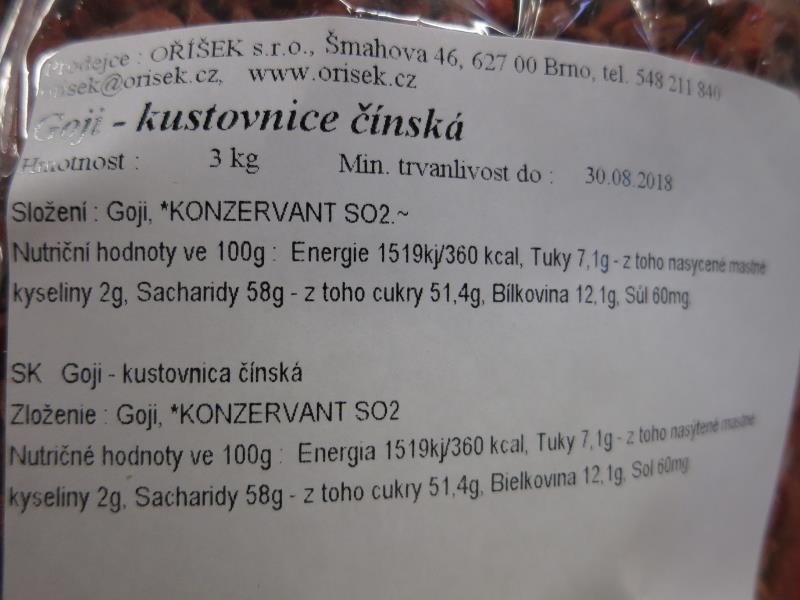 Prodejce : OŘÍŠEK s.r.o., Šmahova 46, 627 00 Brno, tel. 548 211 840
orisek@orisek.cz, www.orisek.cz
Goji - kustovnice čínská
Hmotnost : 3 kg Min. trvanlivost do : 30.08.2018
Složení : Goji, *KONZERVANT SO2.~
Nutriční hodnoty ve 100g : Energie 1519kj/360 kcal, Tuky 7,1g - z toho nasycené mastné
kyseliny 2g, Sacharidy 58g - z toho cukry 51,4g, Bílkovina 12,1g, Sůl 60mg
SK Goji - kustovnica čínská
Zloženie : Goji, *KONZERVANT SO2
Nutričné hodnoty ve 100g : Energia 1519kj/360 kcal, Tuky 7,1g - z toho nasýtené mastné
kyseliny 2g, Sacharidy 58g - z toho cukry 51,4g, Bielkovina 12,1g, Sol 60mg